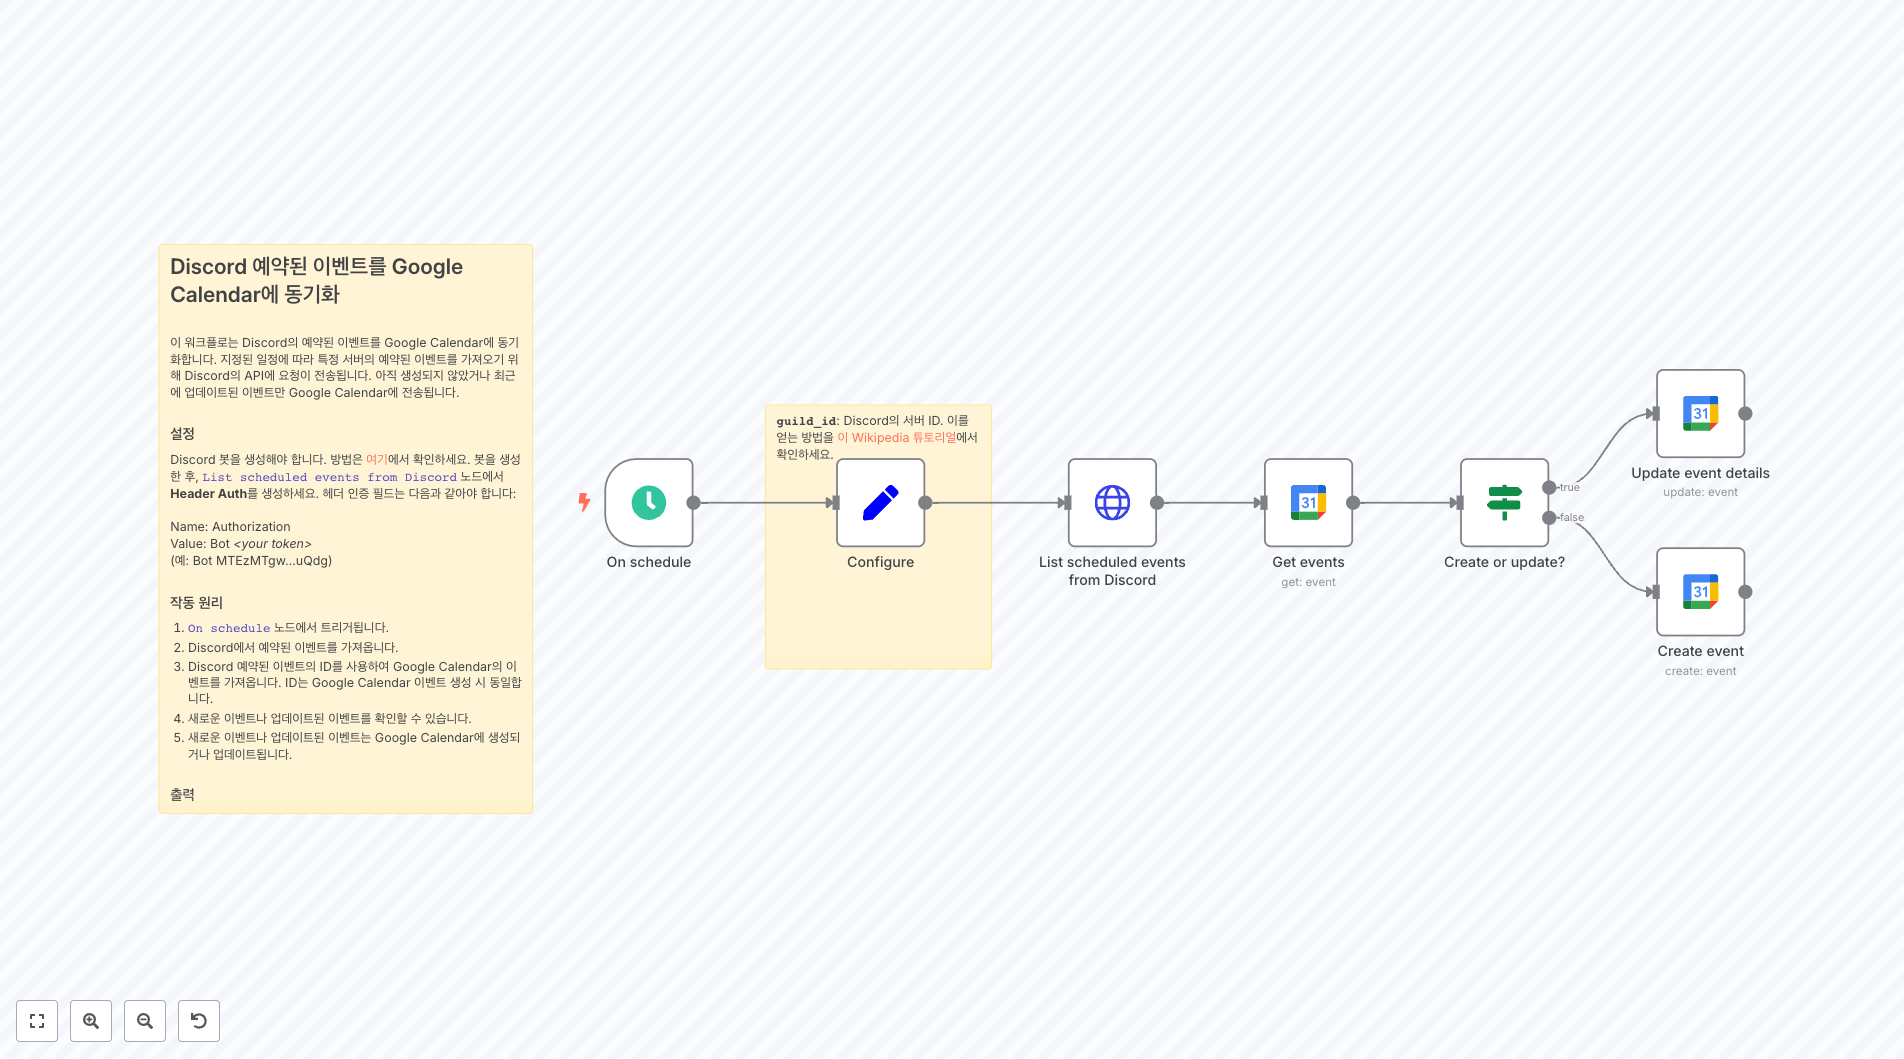 Discord 예약된 이벤트를 Google
Calendar에 동기화
이 워크플로는 Discord의 예약된 이벤트를 Google Calendar에 동기
화합니다. 지정된 일정에 따라 특정 서버의 예약된 이벤트를 가져오기 위
해 Discord의 API에 요청이 전송됩니다. 아직 생성되지 않았거나 최근
에 업데이트된 이벤트만 Google Calendar에 전송됩니다.
설정
Discord 봇을 생성해야 합니다. 방법은 여기에서 확인하세요. 봇을 생성
한 후, List scheduled events from Discord 노드에서
Header Auth를 생성하세요. 헤더 인증 필드는 다음과 같아야 합니다:
Name: Authorization
Value: Bot <your token>
(예: Bot MTEzMTgw...uQdg)
작동 원리
1. On schedule 노드에서 트리거됩니다.
2. Discord에서 예약된 이벤트를 가져옵니다.
3. Discord 예약된 이벤트의 ID를 사용하여 Google Calendar의 이
벤트를 가져옵니다. ID는 Google Calendar 이벤트 생성 시 동일합
니다.
4. 새로운 이벤트나 업데이트된 이벤트를 확인할 수 있습니다.
5. 새로운 이벤트나 업데이트된 이벤트는 Google Calendar에 생성되
거나 업데이트됩니다.
출력
guild_id: Discord의 서버 ID. 이를
얻는 방법을 이 Wikipedia 튜토리얼에서
확인하세요.
On schedule
Configure
List scheduled events
from Discord
31
Get events
get: event
Create or update?
true
false
31
Update event details
update: event
31
Create event
create: event